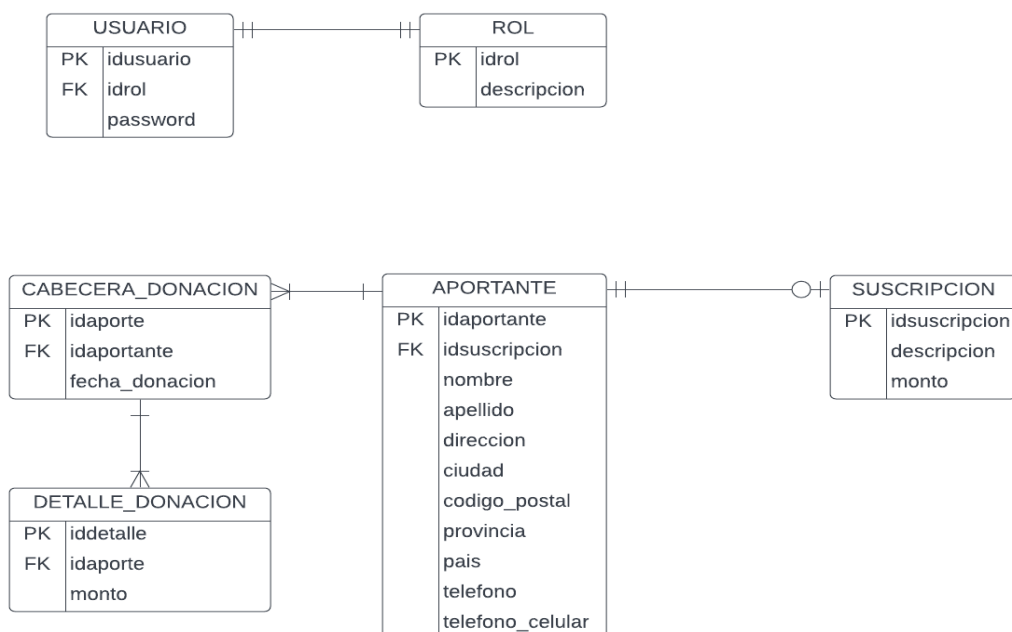 USUARIO
PK idusuario
FK idrol
password
ROL
PK idrol
descripcion
CABECERA_DONACION
PK idaporte
FK idaportante
fecha_donacion
APORTANTE
PK idaportante
FK idsuscripcion
nombre
apellido
direccion
ciudad
codigo_postal
provincia
pais
telefono
telefono_celular
SUSCRIPCION
PK idsuscripcion
descripcion
monto
DETALLE_DONACION
PK iddetalle
FK idaporte
monto